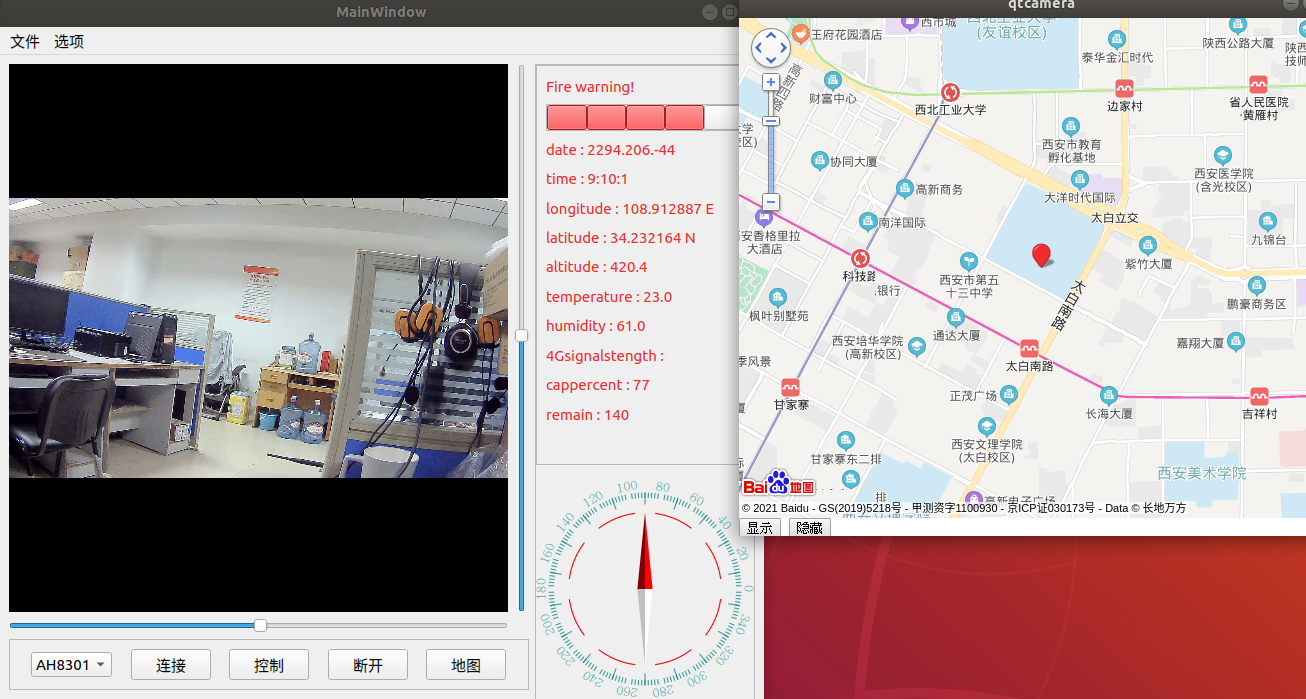 MainWindow
文件 选项
Fire warning!
date : 2294.206.-44
time : 9:10:1
longitude : 108.912887 E
latitude : 34.232164 N
altitude : 420.4
temperature : 23.0
humidity : 61.0
4Gsignalstength :
cappercent : 77
remain : 140
100
80
60
40
20
0
340
320
300
280
260
240
220
200
180
160
140
120
AH8301
连接
控制
断开
地图
qtcamera
王府花园酒店
西市城
(友谊校区)
泰华金汇时代
陕西公路大厦
高新四路
财富中心
西北工业大学
边家村
省人民医院
·黄雁村
西安市教育
孵化基地
协同大厦
西安医学院
(含光校区)
高新商务
大洋时代国际
太白立交
南洋国际
九锦台
安香格里拉
大酒店
紫竹大厦
科技路
银行
西安市第五
十三中学
太白南路
枫叶别墅苑
鹏豪商务区
通达大厦
西安培华学院
(高新校区)
嘉翔大厦
季风景
太白南路
甘家寨
正茂广场
长海大厦
吉祥村
甘家寨东二排
西安文理学院
(太白校区)
西安美术学院
排
高新电子广场
Bai du 地图
© 2021 Baidu - GS(2019)5218号 - 甲测资字1100930 - 京ICP证030173号 - Data © 长地万方
显示
隐藏